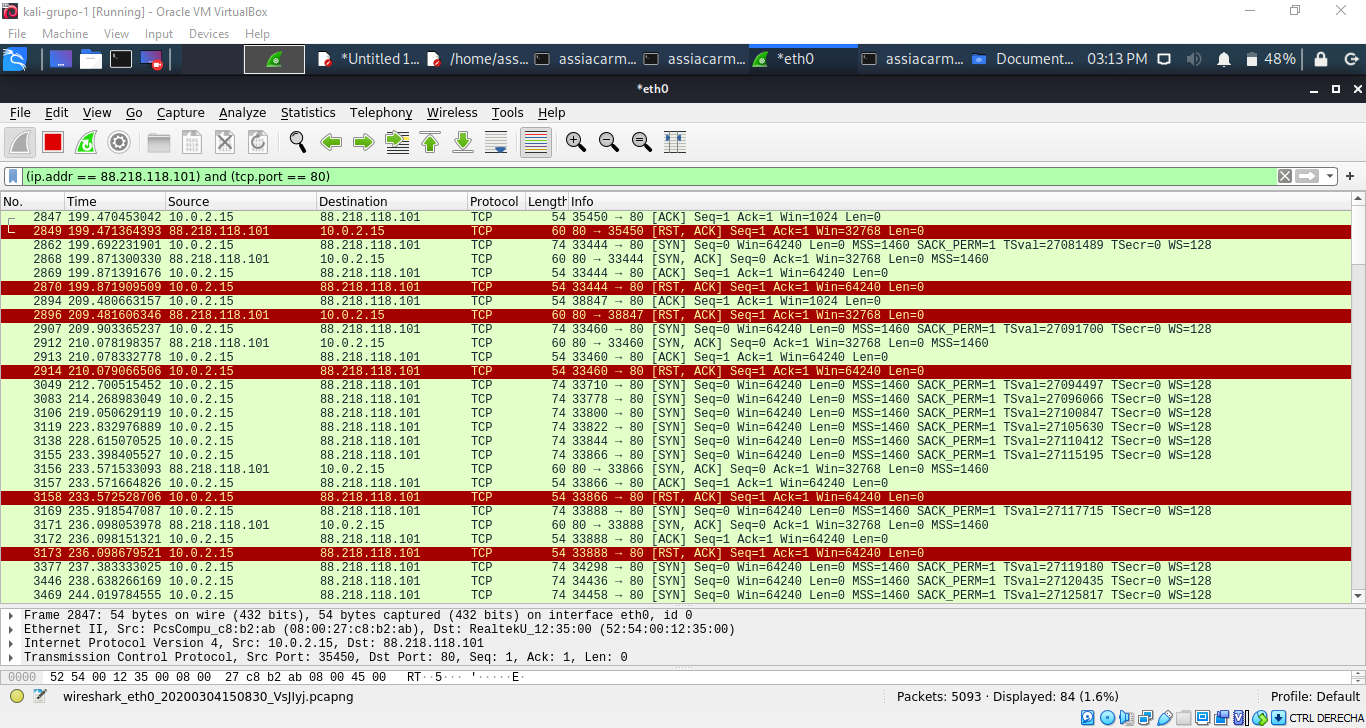 kali-grupo-1 [Running] - Oracle VM VirtualBox
File Machine View Input Devices Help
*Untitled 1... /home/ass... assiacarm... assiacarm... *eth0 assiacarm... Document... 03:13 PM 48%
*eth0
File Edit View Go Capture Analyze Statistics Telephony Wireless Tools Help
(ip.addr == 88.218.118.101) and (tcp.port == 80)
No. Time Source Destination Protocol Length Info
2847 199.470453042 10.0.2.15 88.218.118.101 TCP 54 35450 → 80 [ACK] Seq=1 Ack=1 Win=1024 Len=0
2849 199.471364393 88.218.118.101 10.0.2.15 TCP 60 80 → 35450 [RST, ACK] Seq=1 Ack=1 Win=32768 Len=0
2862 199.692231901 10.0.2.15 88.218.118.101 TCP 74 33444 → 80 [SYN] Seq=0 Win=64240 Len=0 MSS=1460 SACK_PERM=1 TSval=27081489 TSecr=0 WS=128
2868 199.871300330 88.218.118.101 10.0.2.15 TCP 60 80 → 33444 [SYN, ACK] Seq=0 Ack=1 Win=32768 Len=0 MSS=1460
2869 199.871391676 10.0.2.15 88.218.118.101 TCP 54 33444 → 80 [ACK] Seq=1 Ack=1 Win=64240 Len=0
2870 199.871909509 10.0.2.15 88.218.118.101 TCP 54 33444 → 80 [RST, ACK] Seq=1 Ack=1 Win=64240 Len=0
2894 209.480663157 10.0.2.15 88.218.118.101 TCP 54 38847 → 80 [ACK] Seq=1 Ack=1 Win=1024 Len=0
2896 209.481606346 88.218.118.101 10.0.2.15 TCP 60 80 → 38847 [RST, ACK] Seq=1 Ack=1 Win=32768 Len=0
2907 209.903365237 10.0.2.15 88.218.118.101 TCP 74 33460 → 80 [SYN] Seq=0 Win=64240 Len=0 MSS=1460 SACK_PERM=1 TSval=27091700 TSecr=0 WS=128
2912 210.078198357 88.218.118.101 10.0.2.15 TCP 60 80 → 33460 [SYN, ACK] Seq=0 Ack=1 Win=32768 Len=0 MSS=1460
2913 210.078332778 10.0.2.15 88.218.118.101 TCP 54 33460 → 80 [ACK] Seq=1 Ack=1 Win=64240 Len=0
2914 210.079066506 10.0.2.15 88.218.118.101 TCP 54 33460 → 80 [RST, ACK] Seq=1 Ack=1 Win=64240 Len=0
3049 212.700515452 10.0.2.15 88.218.118.101 TCP 74 33710 → 80 [SYN] Seq=0 Win=64240 Len=0 MSS=1460 SACK_PERM=1 TSval=27094497 TSecr=0 WS=128
3083 214.268983049 10.0.2.15 88.218.118.101 TCP 74 33778 → 80 [SYN] Seq=0 Win=64240 Len=0 MSS=1460 SACK_PERM=1 TSval=27096066 TSecr=0 WS=128
3106 219.050629119 10.0.2.15 88.218.118.101 TCP 74 33800 → 80 [SYN] Seq=0 Win=64240 Len=0 MSS=1460 SACK_PERM=1 TSval=27100847 TSecr=0 WS=128
3119 223.832976889 10.0.2.15 88.218.118.101 TCP 74 33822 → 80 [SYN] Seq=0 Win=64240 Len=0 MSS=1460 SACK_PERM=1 TSval=27105630 TSecr=0 WS=128
3138 228.615070525 10.0.2.15 88.218.118.101 TCP 74 33844 → 80 [SYN] Seq=0 Win=64240 Len=0 MSS=1460 SACK_PERM=1 TSval=27110412 TSecr=0 WS=128
3155 233.398405527 10.0.2.15 88.218.118.101 TCP 74 33866 → 80 [SYN] Seq=0 Win=64240 Len=0 MSS=1460 SACK_PERM=1 TSval=27115195 TSecr=0 WS=128
3156 233.571533093 88.218.118.101 10.0.2.15 TCP 60 80 → 33866 [SYN, ACK] Seq=0 Ack=1 Win=32768 Len=0 MSS=1460
3157 233.571664826 10.0.2.15 88.218.118.101 TCP 54 33866 → 80 [ACK] Seq=1 Ack=1 Win=64240 Len=0
3158 233.572528706 10.0.2.15 88.218.118.101 TCP 54 33866 → 80 [RST, ACK] Seq=1 Ack=1 Win=64240 Len=0
3169 235.918547087 10.0.2.15 88.218.118.101 TCP 74 33888 → 80 [SYN] Seq=0 Win=64240 Len=0 MSS=1460 SACK_PERM=1 TSval=27117715 TSecr=0 WS=128
3171 236.098053978 88.218.118.101 10.0.2.15 TCP 60 80 → 33888 [SYN, ACK] Seq=0 Ack=1 Win=32768 Len=0 MSS=1460
3172 236.098151321 10.0.2.15 88.218.118.101 TCP 54 33888 → 80 [ACK] Seq=1 Ack=1 Win=64240 Len=0
3173 236.098679521 10.0.2.15 88.218.118.101 TCP 54 33888 → 80 [RST, ACK] Seq=1 Ack=1 Win=64240 Len=0
3377 237.383333025 10.0.2.15 88.218.118.101 TCP 74 34298 → 80 [SYN] Seq=0 Win=64240 Len=0 MSS=1460 SACK_PERM=1 TSval=27119180 TSecr=0 WS=128
3446 238.638266169 10.0.2.15 88.218.118.101 TCP 74 34436 → 80 [SYN] Seq=0 Win=64240 Len=0 MSS=1460 SACK_PERM=1 TSval=27120435 TSecr=0 WS=128
3469 244.019784555 10.0.2.15 88.218.118.101 TCP 74 34458 → 80 [SYN] Seq=0 Win=64240 Len=0 MSS=1460 SACK_PERM=1 TSval=27125817 TSecr=0 WS=128
Frame 2847: 54 bytes on wire (432 bits), 54 bytes captured (432 bits) on interface eth0, id 0
Ethernet II, Src: PcsCompu_c8:b2:ab (08:00:27:c8:b2:ab), Dst: RealtekU_12:35:00 (52:54:00:12:35:00)
Internet Protocol Version 4, Src: 10.0.2.15, Dst: 88.218.118.101
Transmission Control Protocol, Src Port: 35450, Dst Port: 80, Seq: 1, Ack: 1, Len: 0
0000 52 54 00 12 35 00 08 00 27 c8 b2 ab 08 00 45 00 RT··5··· '·····E·
wireshark_eth0_20200304150830_VsJIyj.pcapng Packets: 5093 · Displayed: 84 (1.6%) Profile: Default
CTRL DERECHA